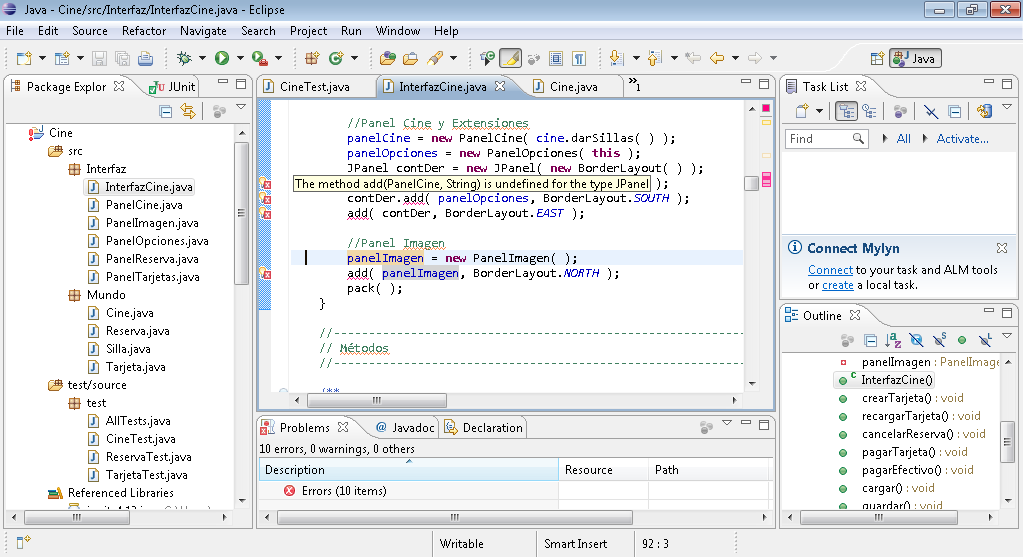 Java - Cine/src/Interfaz/InterfazCine.java - Eclipse
File Edit Source Refactor Navigate Search Project Run Window Help
Java
Package Explor
JUnit
Cine
src
Interfaz
InterfazCine.java
PanelCine.java
PanelImagen.java
PanelOpciones.java
PanelReserva.java
PanelTarjetas.java
Mundo
Cine.java
Reserva.java
Silla.java
Tarjeta.java
test/source
test
AllTests.java
CineTest.java
ReservaTest.java
TarjetaTest.java
Referenced Libraries
CineTest.java
InterfazCine.java
Cine.java
»1
//Panel Cine y Extensiones
panelCine = new PanelCine( cine.darSillas( ) );
panelOpciones = new PanelOpciones( this );
JPanel contDer = new JPanel( new BorderLayout( ) );
The method add(PanelCine, String) is undefined for the type JPanel );
contDer.add( panelOpciones, BorderLayout.SOUTH );
add( contDer, BorderLayout.EAST );
//Panel Imagen
panelImagen = new PanelImagen( );
add( panelImagen, BorderLayout.NORTH );
pack( );
}
//------------------------------------------------------------
// Métodos
//------------------------------------------------------------
/**
Problems
Javadoc
Declaration
10 errors, 0 warnings, 0 others
Description Resource Path
Errors (10 items)
Task List
Find
All
Activate...
Connect Mylyn
Connect to your task and ALM tools
or create a local task.
Outline
panelImagen : PanelImage
InterfazCine()
crearTarjeta() : void
recargarTarjeta() : void
cancelarReserva() : void
pagarTarjeta() : void
pagarEfectivo() : void
cargar() : void
guardar() : void
Writable
Smart Insert
92 : 3